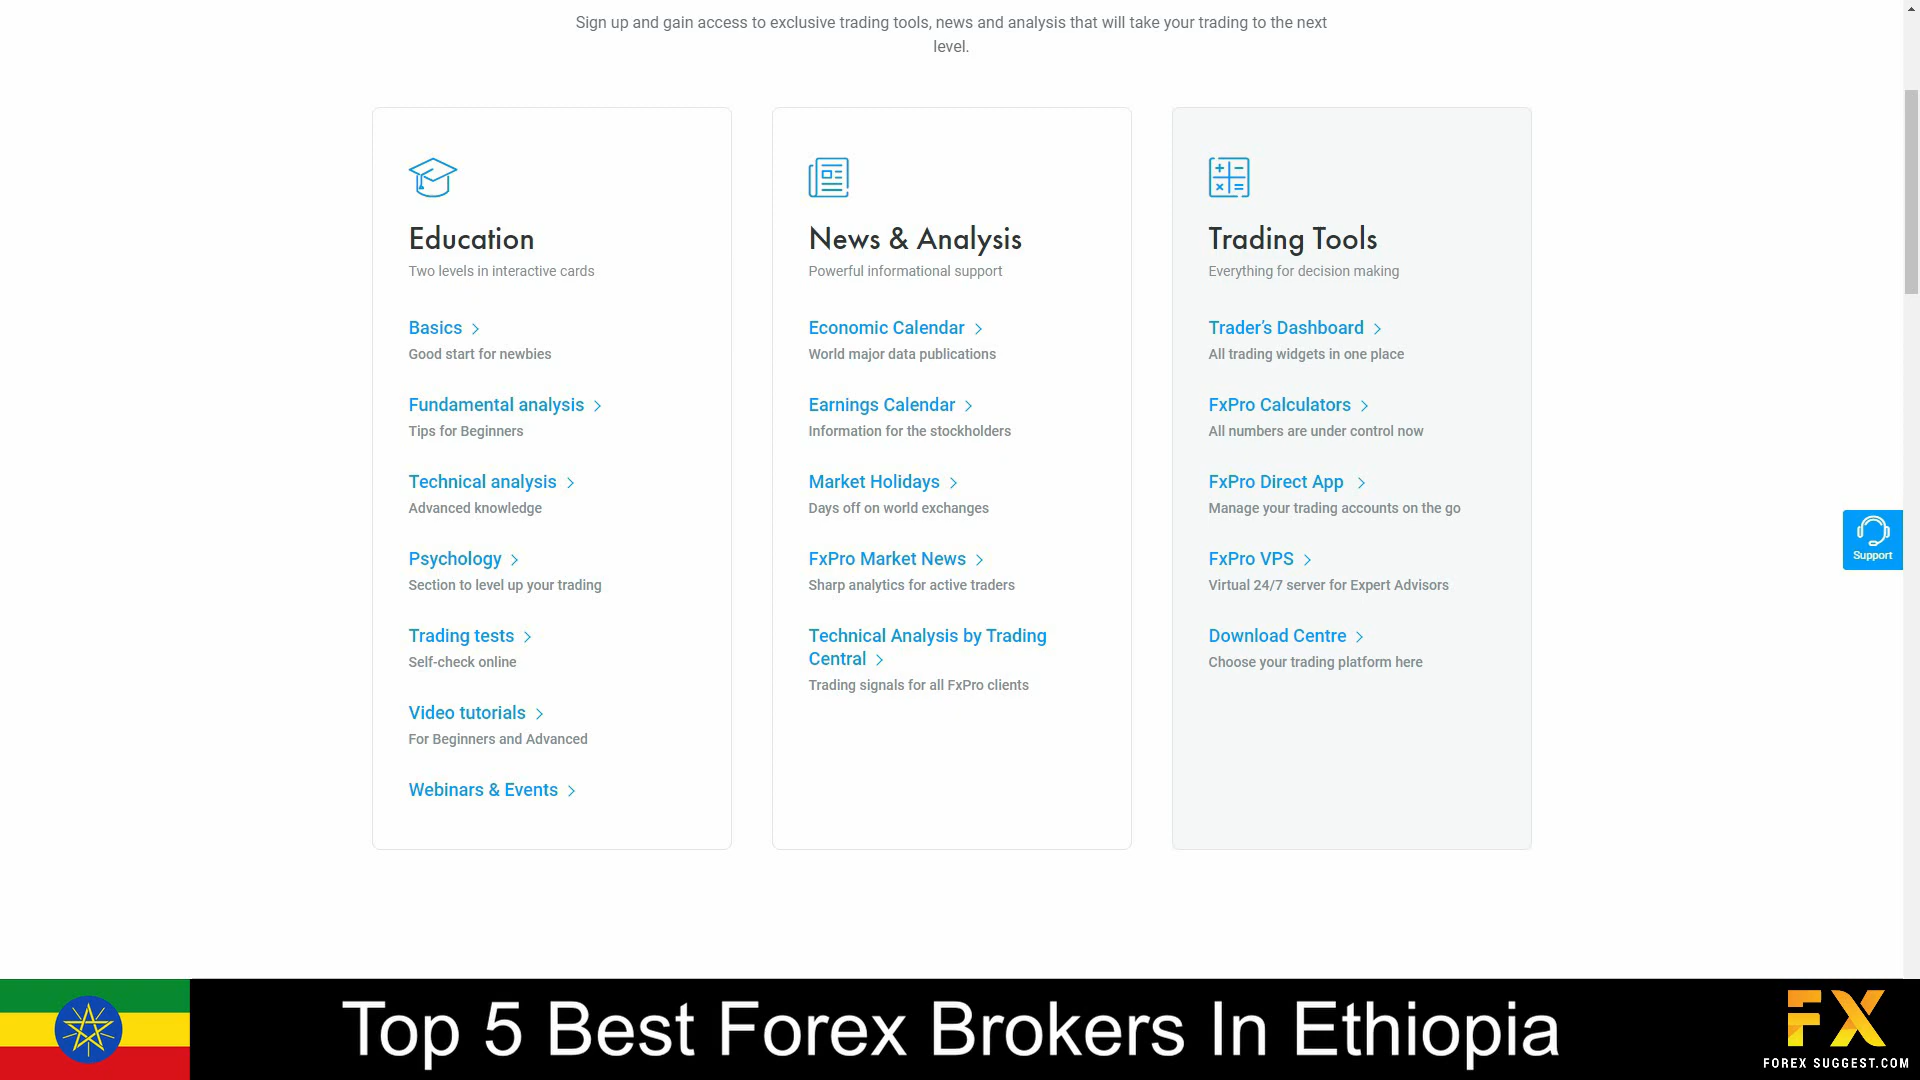 Sign up and gain access to exclusive trading tools, news and analysis that will take your trading to the next
level.
Education
Two levels in interactive cards
Basics
Good start for newbies
Fundamental analysis
Tips for Beginners
Technical analysis
Advanced knowledge
Psychology
Section to level up your trading
Trading tests
Self-check online
Video tutorials
For Beginners and Advanced
Webinars & Events
News & Analysis
Powerful informational support
Economic Calendar
World major data publications
Earnings Calendar
Information for the stockholders
Market Holidays
Days off on world exchanges
FxPro Market News
Sharp analytics for active traders
Technical Analysis by Trading
Central
Trading signals for all FxPro clients
Trading Tools
Everything for decision making
Trader’s Dashboard
All trading widgets in one place
FxPro Calculators
All numbers are under control now
FxPro Direct App
Manage your trading accounts on the go
FxPro VPS
Virtual 24/7 server for Expert Advisors
Download Centre
Choose your trading platform here
Support
Top 5 Best Forex Brokers In Ethiopia
FX
FOREX SUGGEST.COM